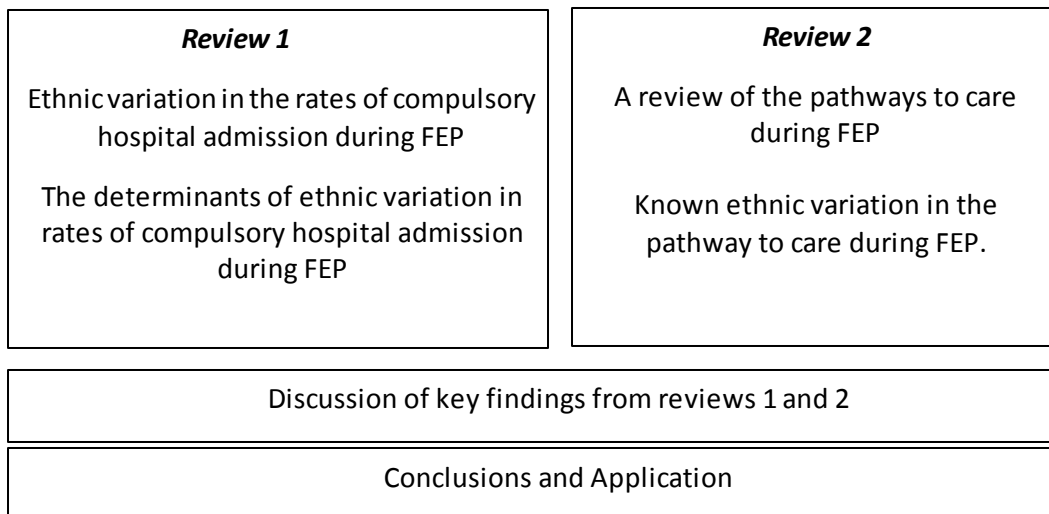 Review 1
Ethnic variation in the rates of compulsory
hospital admission during FEP
The determinants of ethnic variation in
rates of compulsory hospital admission
during FEP
Review 2
A review of the pathways to care
during FEP
Known ethnic variation in the
pathway to care during FEP.
Discussion of key findings from reviews 1 and 2
Conclusions and Application